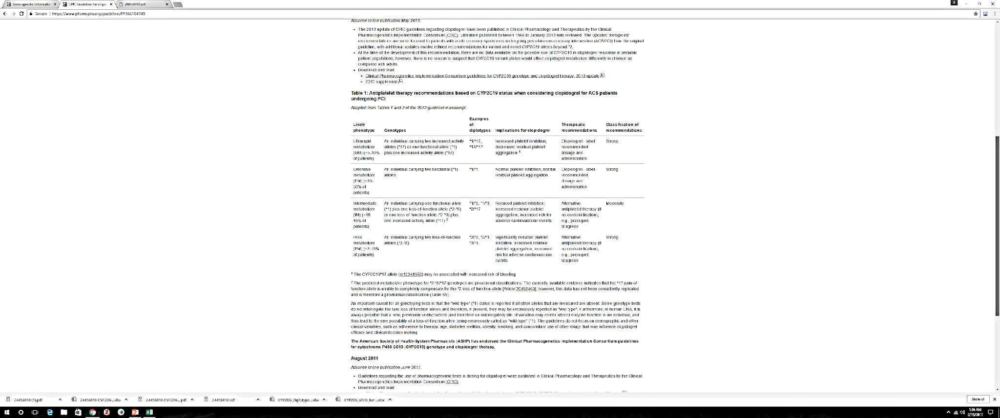 Gene-specific Informatio
CPIC Guideline for clopid
24458010.pdf
Secure | https://www.pharmgkb.org/guideline/PA166104948
Advance online publication May 2013.
The 2013 update of CPIC guidelines regarding clopidogrel have been published in Clinical Pharmacology and Therapeutics by the Clinical
Pharmacogenetics Implementation Consortium (CPIC). Literature published between 1966 to January 2013 was reviewed. The updated therapeutic
recommendations are more focused to patients with acute coronary syndromes undergoing percutaneous coronary intervention (ACS/PCI) than the original
guideline, with additional updates involve refined recommendations for variant and novel CYP2C19 alleles beyond *2.
At the time of the development of this recommendation, there are no data available on the possible role of CYP2C19 in clopidogrel response in pediatric
patient populations; however, there is no reason to suspect that CYP2C19 variant alleles would affect clopidogrel metabolism differently in children as
compared with adults.
Download and read:
Clinical Pharmacogenetics Implementation Consortium guidelines for CYP2C19 genotype and clopidogrel therapy: 2013 update
2013 supplement
Table 1: Antiplatelet therapy recommendations based on CYP2C19 status when considering clopidogrel for ACS patients
undergoing PCI
Adapted from Tables 1 and 2 of the 2013 guideline manuscript.
Likely phenotype
Genotypes
Examples of diplotypes
Implications for clopidogrel
Therapeutic recommendations
Classification of recommendations
Ultrarapid
metabolizer
(UM) (~5-30%
of patients)
An individual carrying two increased activity
alleles (*17) or one functional allele (*1)
plus one increased activity allele (*17)
*1/*17,
*17/*17
Increased platelet inhibition;
decreased residual platelet
aggregation 1
Clopidogrel - label
recommended
dosage and
administration
Strong
Extensive
metabolizer
(EM) (~35-
50% of
patients)
An individual carrying two functional (*1)
alleles
*1/*1
Normal platelet inhibition; normal
residual platelet aggregation
Clopidogrel - label
recommended
dosage and
administration
Strong
Intermediate
metabolizer
(IM) (~18-
45% of
patients)
An individual carrying one functional allele
(*1) plus one loss-of-function allele (*2-*8)
or one loss of function allele (*2-*8) plus
one increased activity allele (*17) 2
*1/*2, *1/*3,
*2/*17
Reduced platelet inhibition;
increased residual platelet
aggregation; increased risk for
adverse cardiovascular events
Alternative
antiplatelet therapy (if
no contraindication);
e.g., prasugrel,
ticagrelor
Moderate
Poor
metabolizer
(PM) (~2-15%
of patients)
An individual carrying two loss-of-function
alleles (*2-*8)
*2/*2, *2/*3,
*3/*3
Significantly reduced platelet
inhibition; increased residual
platelet aggregation; increased
risk for adverse cardiovascular
events
Alternative
antiplatelet therapy (if
no contraindication),
e.g., prasugrel,
ticagrelor
Strong
1 The CYP2C19*17 allele (rs12248560) may be associated with increased risk of bleeding.
2 The predicted metabolizer phenotype for *2-*8/*17 genotypes are provisional classifications. The currently available evidence indicates that the *17 gain-of-
function allele is unable to completely compensate for the *2 loss of function allele [Article:20492469]; however, this data has not been consistently replicated
and is therefore a provisional classification (Table S5).
An important caveat for all genotyping tests is that the "wild type" (*1) status is reported if all other alleles that are measured are absent. Some genotype tests
do not interrogate the rare loss of function alleles and therefore, if present, they may be erroneously reported as "wild type". Furthermore, in human DNA, it is
always possible that a new, previously undiscovered (and therefore un-interrogated) site of variation may confer altered enzyme function in an individual, and
thus lead to the rare possibility of a loss-of-function allele being erroneously called as "wild-type" (*1). The guidelines do not focus on demographic and other
clinical variables, such as adherence to therapy, age, diabetes mellitus, obesity, smoking, and concomitant use of other drugs that may influence clopidogrel
efficacy and clinical decision making.
The American Society of Health-System Pharmacists (ASHP) has endorsed the Clinical Pharmacogenetics Implementation Consortium guidelines
for cytochrome P450-2C19 (CYP2C19) genotype and clopidogrel therapy.
August 2011
Advance online publication June 2011.
Guidelines regarding the use of pharmacogenomic tests in dosing for clopidogrel were published in Clinical Pharmacology and Therapeutics by the Clinical
Pharmacogenetics Implementation Consortium (CPIC).
Download and read:
24458010 (1).pdf
24458010-CYP2D6....xlsx
24458010-CYP2D6....pdf
24458010.pdf
CYP2D6_Diplotype....xlsx
CYP2D6_allele_fur....xlsx
Show all
1:36 AM
2/15/2017